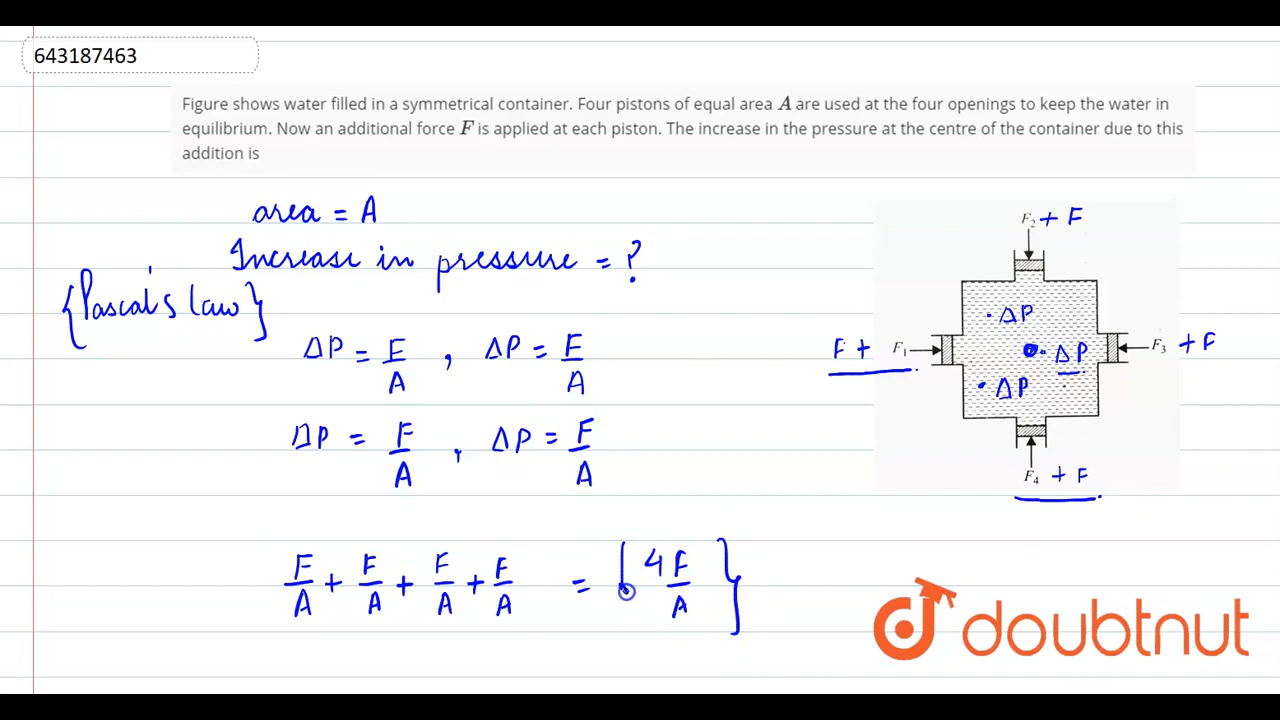 643187463
Figure shows water filled in a symmetrical container. Four pistons of equal area A are used at the four openings to keep the water in
equilibrium. Now an additional force F is applied at each piston. The increase in the pressure at the centre of the container due to this
addition is
area = A
Increase in pressure = ?
{Pascal's law}
ΔP = F/A , ΔP = F/A
ΔP = F/A , ΔP = F/A
F/A + F/A + F/A + F/A = {4F/A}
F₂ + F
ΔP
F + F₁
ΔP
F₃ + F
ΔP
F₄ + F
doubtnut